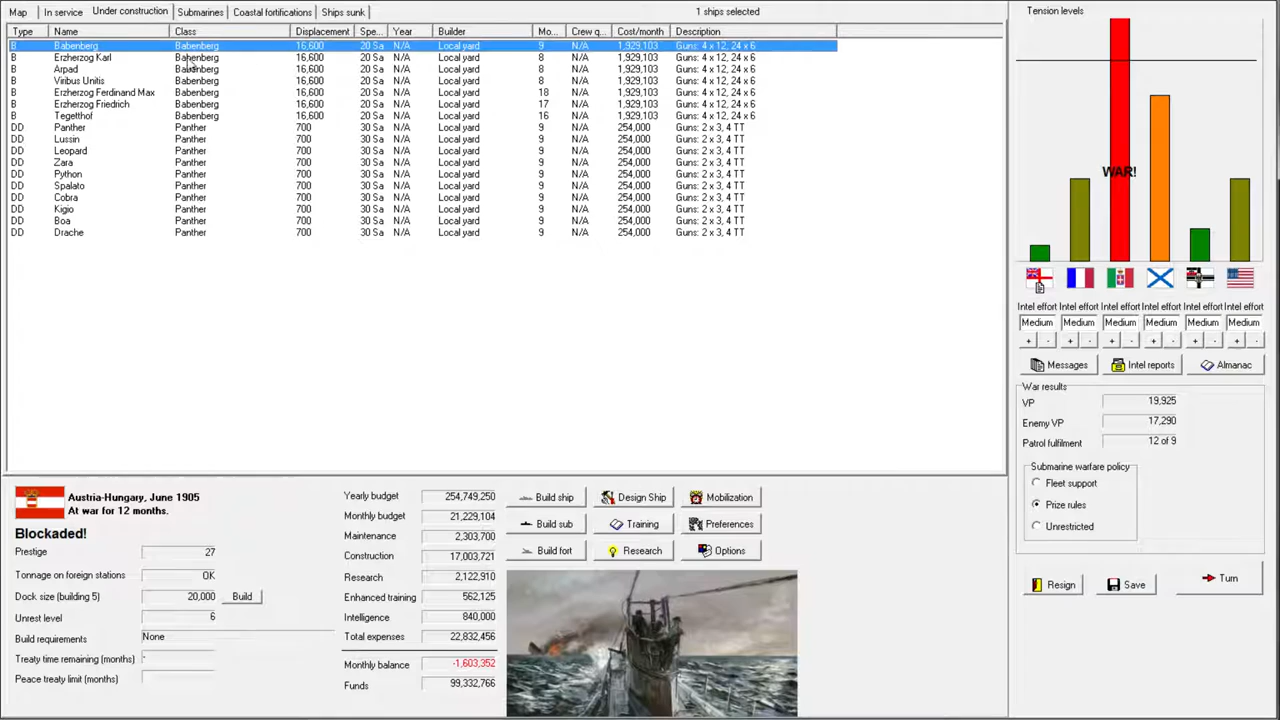 Map In service Under construction Submarines Coastal fortifications Ships sunk 1 ships selected
Type Name Class Displacement Spe... Year Builder Mo... Crew q... Cost/month Description
B Babenberg Babenberg 16,600 20 Sa N/A Local yard 9 N/A 1,929,103 Guns: 4 x 12, 24 x 6
B Erzherzog Karl Babenberg 16,600 20 Sa N/A Local yard 8 N/A 1,929,103 Guns: 4 x 12, 24 x 6
B Arpad Babenberg 16,600 20 Sa N/A Local yard 8 N/A 1,929,103 Guns: 4 x 12, 24 x 6
B Viribus Unitis Babenberg 16,600 20 Sa N/A Local yard 8 N/A 1,929,103 Guns: 4 x 12, 24 x 6
B Erzherzog Ferdinand Max Babenberg 16,600 20 Sa N/A Local yard 18 N/A 1,929,103 Guns: 4 x 12, 24 x 6
B Erzherzog Friedrich Babenberg 16,600 20 Sa N/A Local yard 17 N/A 1,929,103 Guns: 4 x 12, 24 x 6
B Tegetthof Babenberg 16,600 20 Sa N/A Local yard 16 N/A 1,929,103 Guns: 4 x 12, 24 x 6
DD Panther Panther 700 30 Sa N/A Local yard 9 N/A 254,000 Guns: 2 x 3, 4 TT
DD Lussin Panther 700 30 Sa N/A Local yard 9 N/A 254,000 Guns: 2 x 3, 4 TT
DD Leopard Panther 700 30 Sa N/A Local yard 9 N/A 254,000 Guns: 2 x 3, 4 TT
DD Zara Panther 700 30 Sa N/A Local yard 9 N/A 254,000 Guns: 2 x 3, 4 TT
DD Python Panther 700 30 Sa N/A Local yard 9 N/A 254,000 Guns: 2 x 3, 4 TT
DD Spalato Panther 700 30 Sa N/A Local yard 9 N/A 254,000 Guns: 2 x 3, 4 TT
DD Cobra Panther 700 30 Sa N/A Local yard 9 N/A 254,000 Guns: 2 x 3, 4 TT
DD Kigio Panther 700 30 Sa N/A Local yard 9 N/A 254,000 Guns: 2 x 3, 4 TT
DD Boa Panther 700 30 Sa N/A Local yard 9 N/A 254,000 Guns: 2 x 3, 4 TT
DD Drache Panther 700 30 Sa N/A Local yard 9 N/A 254,000 Guns: 2 x 3, 4 TT
Tension levels
WAR!
Intel effort Intel effort Intel effort Intel effort Intel effort Intel effort
Medium Medium Medium Medium Medium Medium
+ - + - + - + - + - + -
Messages Intel reports Almanac
War results
VP 19,925
Enemy VP 17,290
Patrol fulfilment 12 of 9
Submarine warfare policy
Fleet support
Prize rules
Unrestricted
Resign Save Turn
Austria-Hungary, June 1905
At war for 12 months.
Blockaded!
Prestige 27
Tonnage on foreign stations OK
Dock size (building 5) 20,000 Build
Unrest level 6
Build requirements None
Treaty time remaining (months) -
Peace treaty limit (months)
Yearly budget 254,749,250
Monthly budget 21,229,104
Maintenance 2,303,700
Construction 17,003,721
Research 2,122,910
Enhanced training 562,125
Intelligence 840,000
Total expenses 22,832,456
Monthly balance -1,603,352
Funds 99,332,766
Build ship Design Ship Mobilization
Build sub Training Preferences
Build fort Research Options